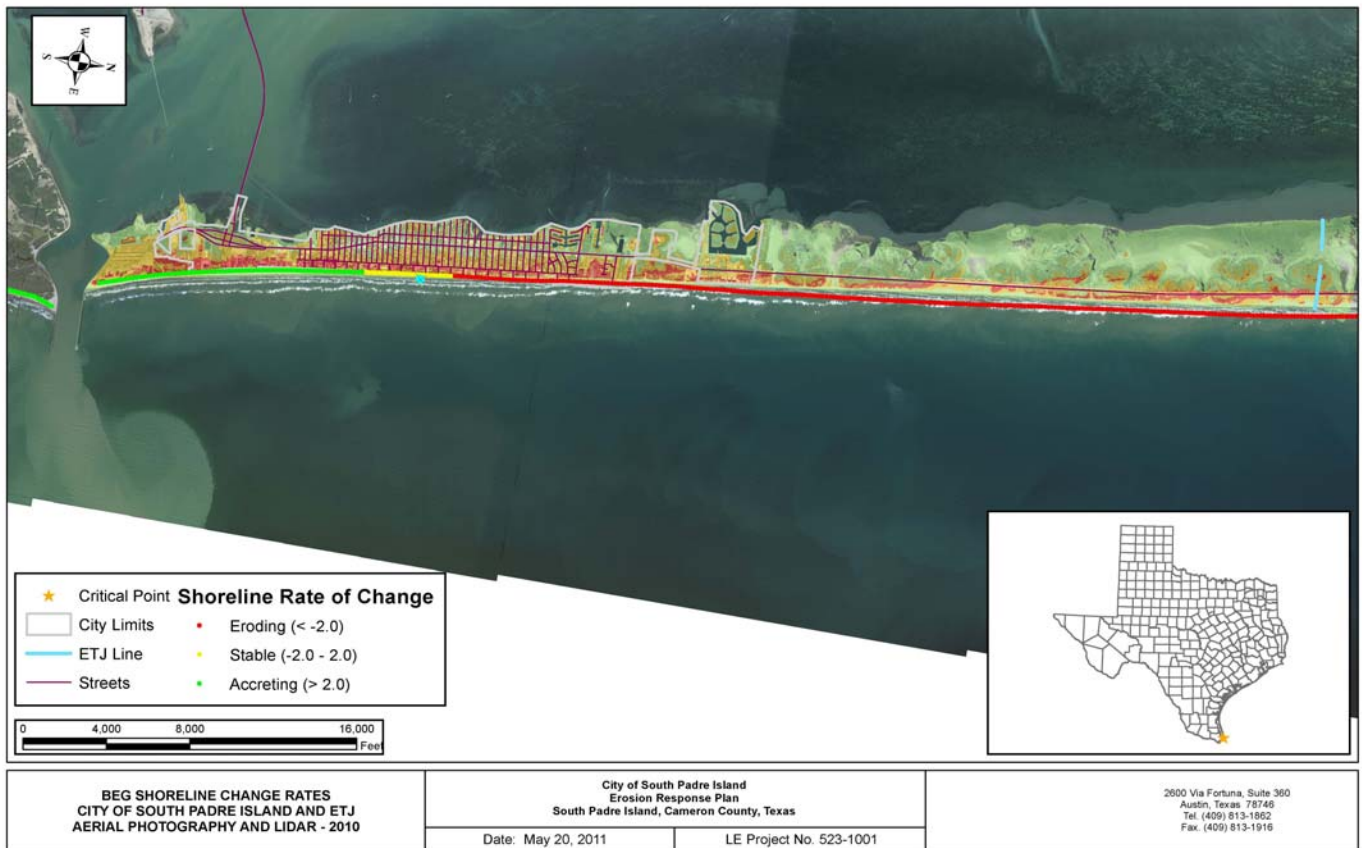 W
S
N
E
Critical Point
City Limits
ETJ Line
Streets
Shoreline Rate of Change
Eroding (< -2.0)
Stable (-2.0 - 2.0)
Accreting (> 2.0)
0 4,000 8,000 16,000
Feet
BEG SHORELINE CHANGE RATES
CITY OF SOUTH PADRE ISLAND AND ETJ
AERIAL PHOTOGRAPHY AND LIDAR - 2010
City of South Padre Island
Erosion Response Plan
South Padre Island, Cameron County, Texas
Date: May 20, 2011
LE Project No. 523-1001
2600 Via Fortuna, Suite 360
Austin, Texas 78746
Tel. (409) 813-1862
Fax. (409) 813-1916